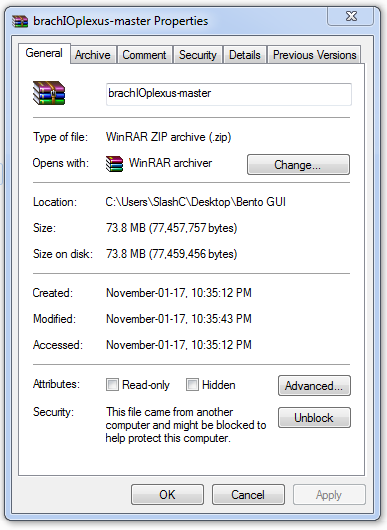 brachIOplexus-master Properties
General Archive Comment Security Details Previous Versions
brachIOplexus-master
Type of file: WinRAR ZIP archive (.zip)
Opens with: WinRAR archiver Change...
Location: C:\Users\SlashC\Desktop\Bento GUI
Size: 73.8 MB (77,457,757 bytes)
Size on disk: 73.8 MB (77,459,456 bytes)
Created: November-01-17, 10:35:12 PM
Modified: November-01-17, 10:35:43 PM
Accessed: November-01-17, 10:35:12 PM
Attributes: Read-only Hidden Advanced...
Security: This file came from another
computer and might be blocked to
help protect this computer.
Unblock
OK Cancel Apply